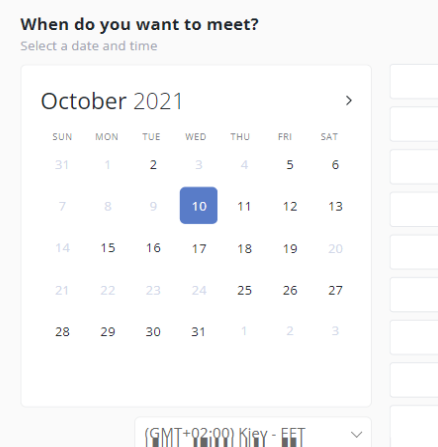 When do you want to meet?
Select a date and time
October 2021
SUN MON TUE WED THU FRI SAT
31 1 2 3 4 5 6
7 8 9 10 11 12 13
14 15 16 17 18 19 20
21 22 23 24 25 26 27
28 29 30 31 1 2 3
(GMT+02:00) Kiev - EET